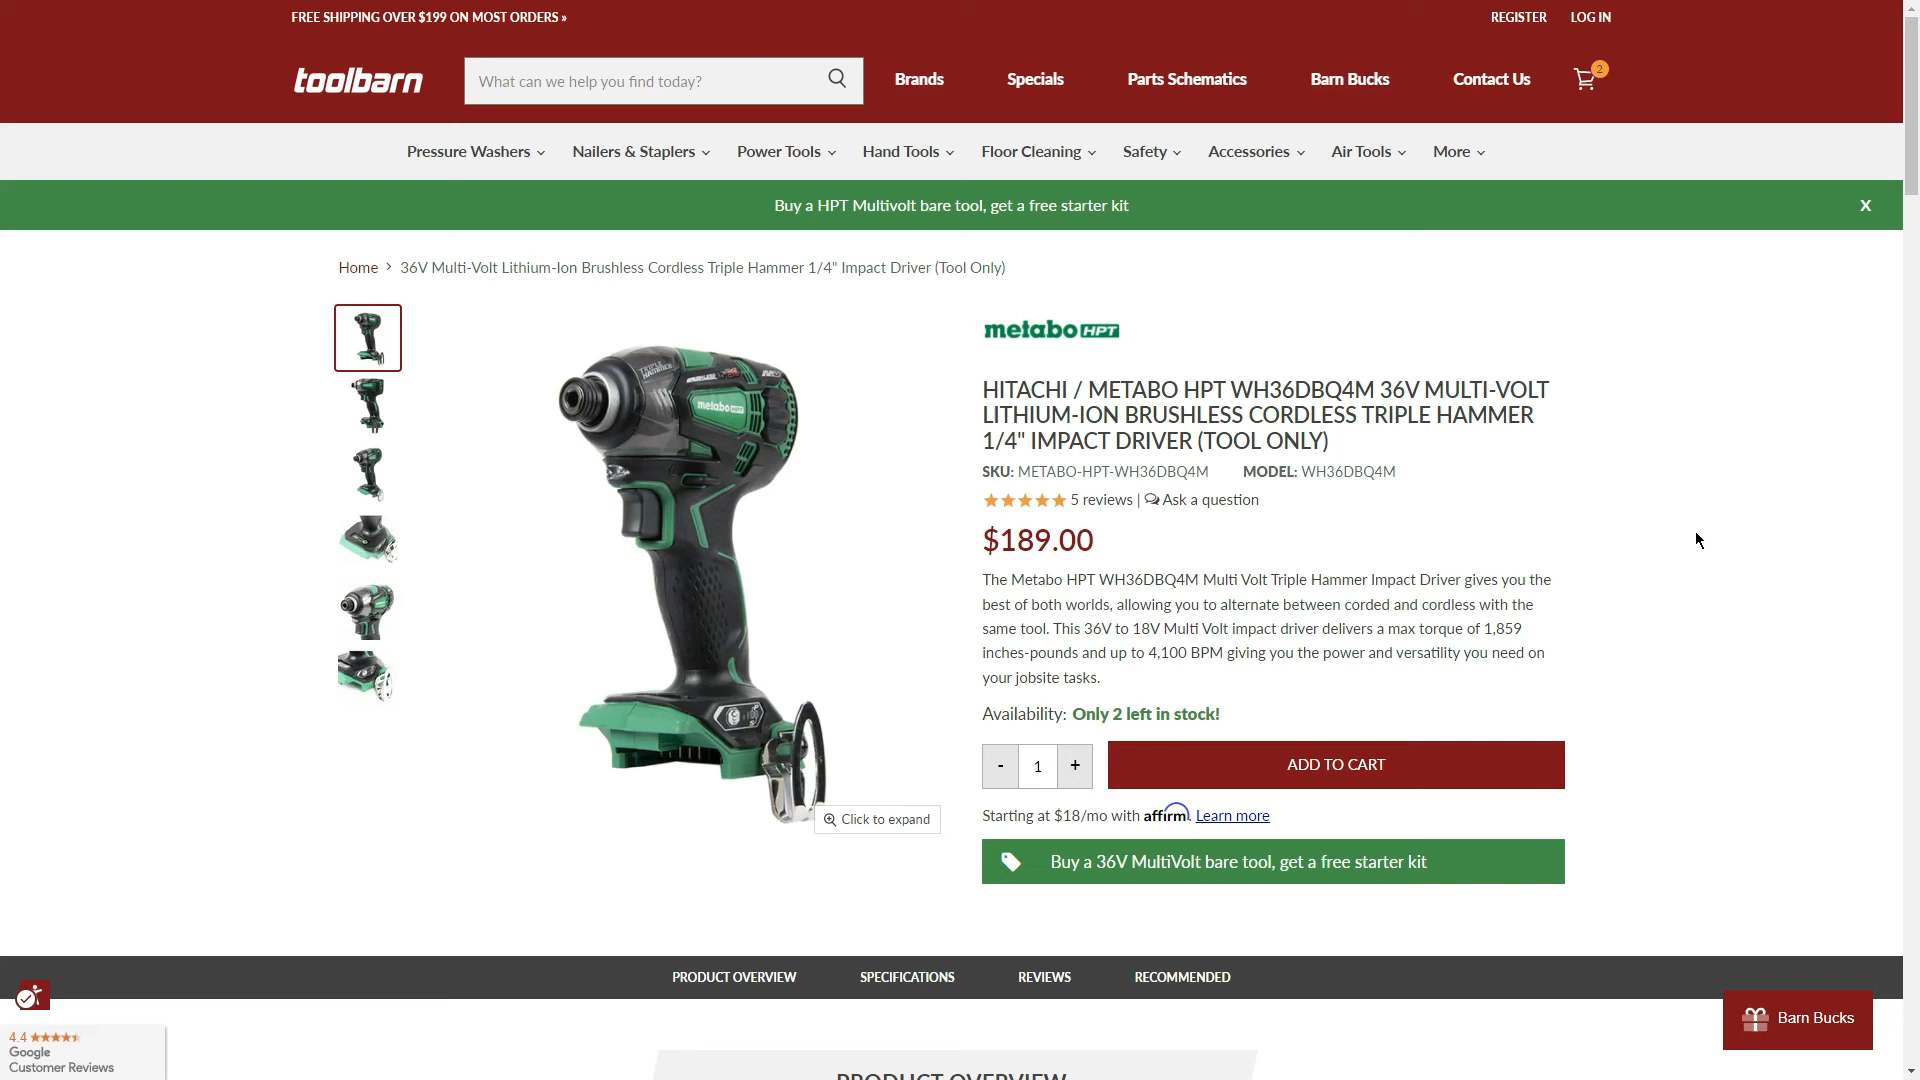 FREE SHIPPING OVER $199 ON MOST ORDERS »
REGISTER
LOG IN
toolbarn
What can we help you find today?
Brands
Specials
Parts Schematics
Barn Bucks
Contact Us
2
Pressure Washers
Nailers & Staplers
Power Tools
Hand Tools
Floor Cleaning
Safety
Accessories
Air Tools
More
Buy a HPT Multivolt bare tool, get a free starter kit
X
Home > 36V Multi-Volt Lithium-Ion Brushless Cordless Triple Hammer 1/4" Impact Driver (Tool Only)
TRIPLE HAMMER
BRUSHLESS
metabo HPT
Click to expand
metabo HPT
HITACHI / METABO HPT WH36DBQ4M 36V MULTI-VOLT
LITHIUM-ION BRUSHLESS CORDLESS TRIPLE HAMMER
1/4" IMPACT DRIVER (TOOL ONLY)
SKU: METABO-HPT-WH36DBQ4M MODEL: WH36DBQ4M
5 reviews | Ask a question
$189.00
The Metabo HPT WH36DBQ4M Multi Volt Triple Hammer Impact Driver gives you the
best of both worlds, allowing you to alternate between corded and cordless with the
same tool. This 36V to 18V Multi Volt impact driver delivers a max torque of 1,859
inches-pounds and up to 4,100 BPM giving you the power and versatility you need on
your jobsite tasks.
Availability: Only 2 left in stock!
- 1 +
ADD TO CART
Starting at $18/mo with affirm. Learn more
Buy a 36V MultiVolt bare tool, get a free starter kit
PRODUCT OVERVIEW
SPECIFICATIONS
REVIEWS
RECOMMENDED
4.4
Google
Customer Reviews
Barn Bucks
PRODUCT OVERVIEW